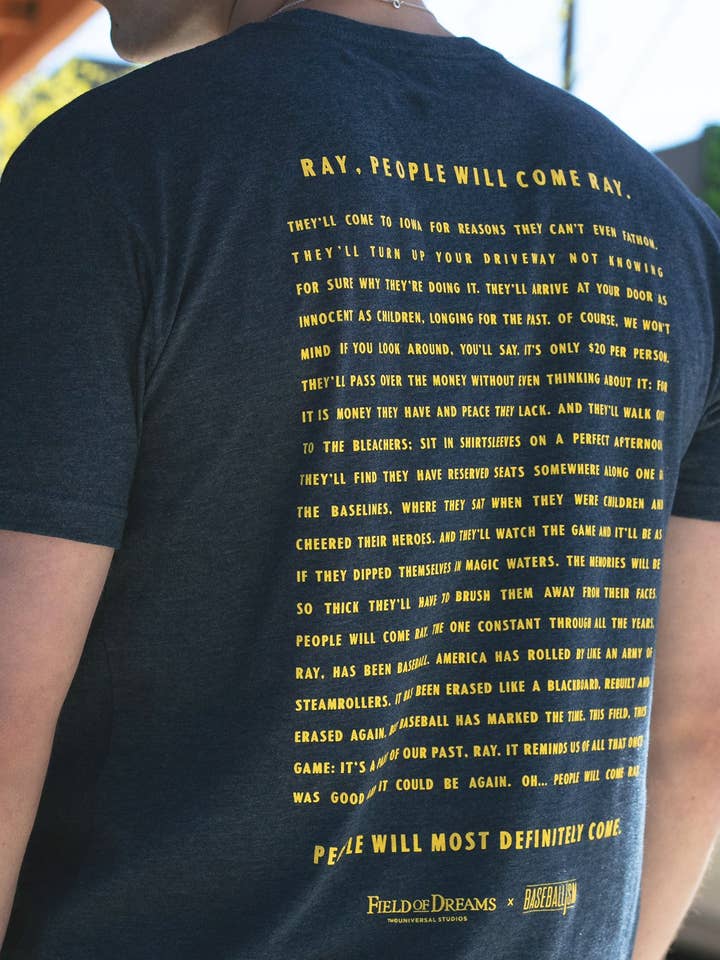 RAY, PEOPLE WILL COME RAY.
THEY'LL COME TO IOWA FOR REASONS THEY CAN'T EVEN FATHOM.
THEY'LL TURN UP YOUR DRIVEWAY NOT KNOWING
FOR SURE WHY THEY'RE DOING IT. THEY'LL ARRIVE AT YOUR DOOR AS
INNOCENT AS CHILDREN, LONGING FOR THE PAST. OF COURSE, WE WON'T
MIND IF YOU LOOK AROUND, YOU'LL SAY, IT'S ONLY $20 PER PERSON.
THEY'LL PASS OVER THE MONEY WITHOUT EVEN THINKING ABOUT IT: FOR
IT IS MONEY THEY HAVE AND PEACE THEY LACK. AND THEY'LL WALK OUT
TO THE BLEACHERS; SIT IN SHIRTSLEEVES ON A PERFECT AFTERNOON
THEY'LL FIND THEY HAVE RESERVED SEATS SOMEWHERE ALONG ONE
THE BASELINES, WHERE THEY SAT WHEN THEY WERE CHILDREN AND
CHEERED THEIR HEROES. AND THEY'LL WATCH THE GAME AND IT'LL BE AS
IF THEY DIPPED THEMSELVES IN MAGIC WATERS. THE MEMORIES WILL BE
SO THICK THEY'LL HAVE TO BRUSH THEM AWAY FROM THEIR FACES.
PEOPLE WILL COME RAY. THE ONE CONSTANT THROUGH ALL THE YEARS,
RAY, HAS BEEN BASEBALL. AMERICA HAS ROLLED BY LIKE AN ARMY OF
STEAMROLLERS. IT HAS BEEN ERASED LIKE A BLACKBOARD, REBUILT AND
ERASED AGAIN. BUT BASEBALL HAS MARKED THE TIME. THIS FIELD, THIS
GAME: IT'S A PART OF OUR PAST, RAY. IT REMINDS US OF ALL THAT ONCE
WAS GOOD AND IT COULD BE AGAIN. OH... PEOPLE WILL COME RAY
PEOPLE WILL MOST DEFINITELY COME.
FIELD OF DREAMS x BASEBALLISM
TM © UNIVERSAL STUDIOS